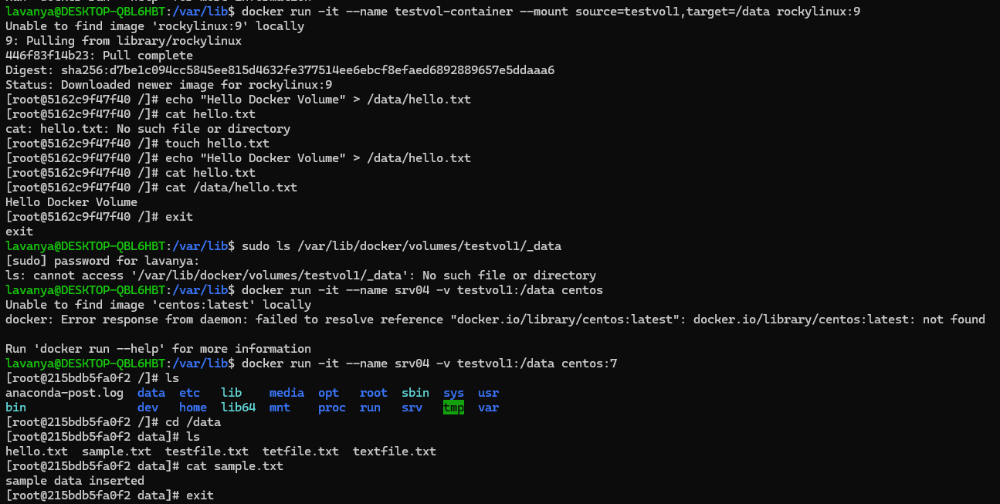 lavanya@DESKTOP-QBL6HBT:/var/lib$ docker run -it --name testvol-container --mount source=testvol1,target=/data rockylinux:9
Unable to find image 'rockylinux:9' locally
9: Pulling from library/rockylinux
446f83f14b23: Pull complete
Digest: sha256:d7be1c094cc5845ee815d4632fe377514ee6ebcf8efaed6892889657e5ddaaa6
Status: Downloaded newer image for rockylinux:9
[root@5162c9f47f40 /]# echo "Hello Docker Volume" > /data/hello.txt
[root@5162c9f47f40 /]# cat hello.txt
cat: hello.txt: No such file or directory
[root@5162c9f47f40 /]# touch hello.txt
[root@5162c9f47f40 /]# echo "Hello Docker Volume" > /data/hello.txt
[root@5162c9f47f40 /]# cat hello.txt
[root@5162c9f47f40 /]# cat /data/hello.txt
Hello Docker Volume
[root@5162c9f47f40 /]# exit
exit
lavanya@DESKTOP-QBL6HBT:/var/lib$ sudo ls /var/lib/docker/volumes/testvol1/_data
[sudo] password for lavanya:
ls: cannot access '/var/lib/docker/volumes/testvol1/_data': No such file or directory
lavanya@DESKTOP-QBL6HBT:/var/lib$ docker run -it --name srv04 -v testvol1:/data centos
Unable to find image 'centos:latest' locally
docker: Error response from daemon: failed to resolve reference "docker.io/library/centos:latest": docker.io/library/centos:latest: not found

Run 'docker run --help' for more information
lavanya@DESKTOP-QBL6HBT:/var/lib$ docker run -it --name srv04 -v testvol1:/data centos:7
[root@215bdb5fa0f2 /]# ls
anaconda-post.log  data  etc   lib    media  opt   root  sbin  sys  usr
bin                dev   home  lib64  mnt    proc  run   srv   tmp  var
[root@215bdb5fa0f2 /]# cd /data
[root@215bdb5fa0f2 data]# ls
hello.txt  sample.txt  testfile.txt  tetfile.txt  textfile.txt
[root@215bdb5fa0f2 data]# cat sample.txt
sample data inserted
[root@215bdb5fa0f2 data]# exit